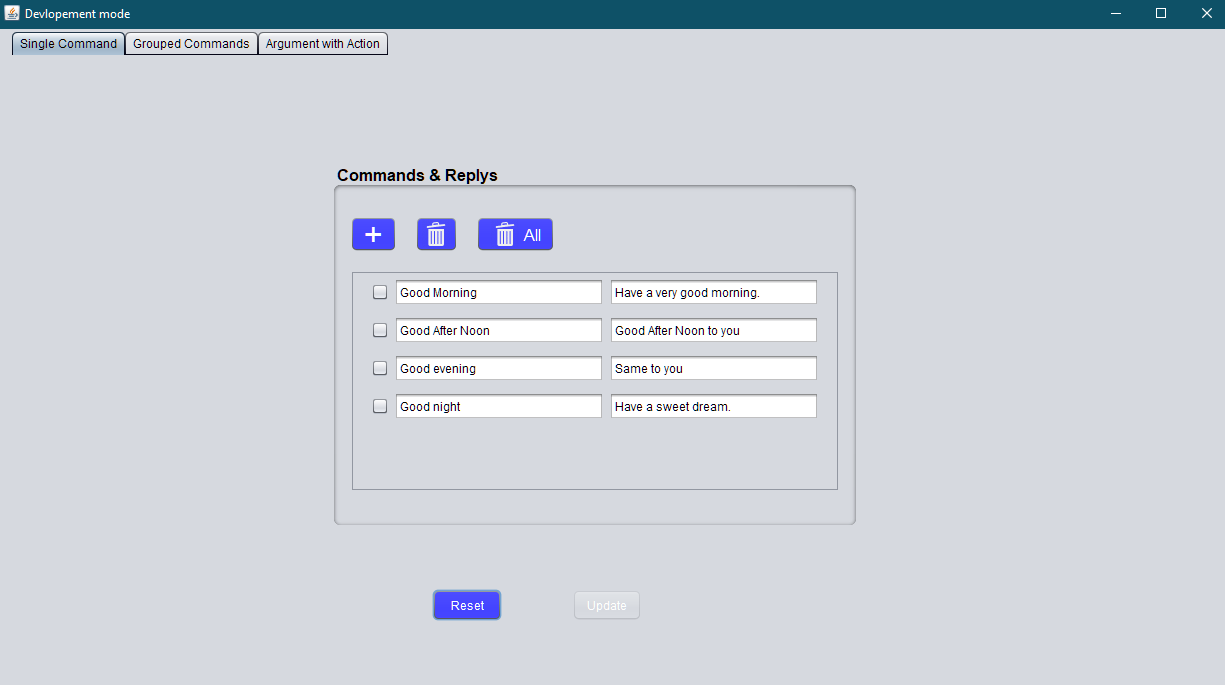 Devlopement mode
Single Command Grouped Commands Argument with Action
Commands & Replys
All
Good Morning Have a very good morning.
Good After Noon Good After Noon to you
Good evening Same to you
Good night Have a sweet dream.
Reset Update